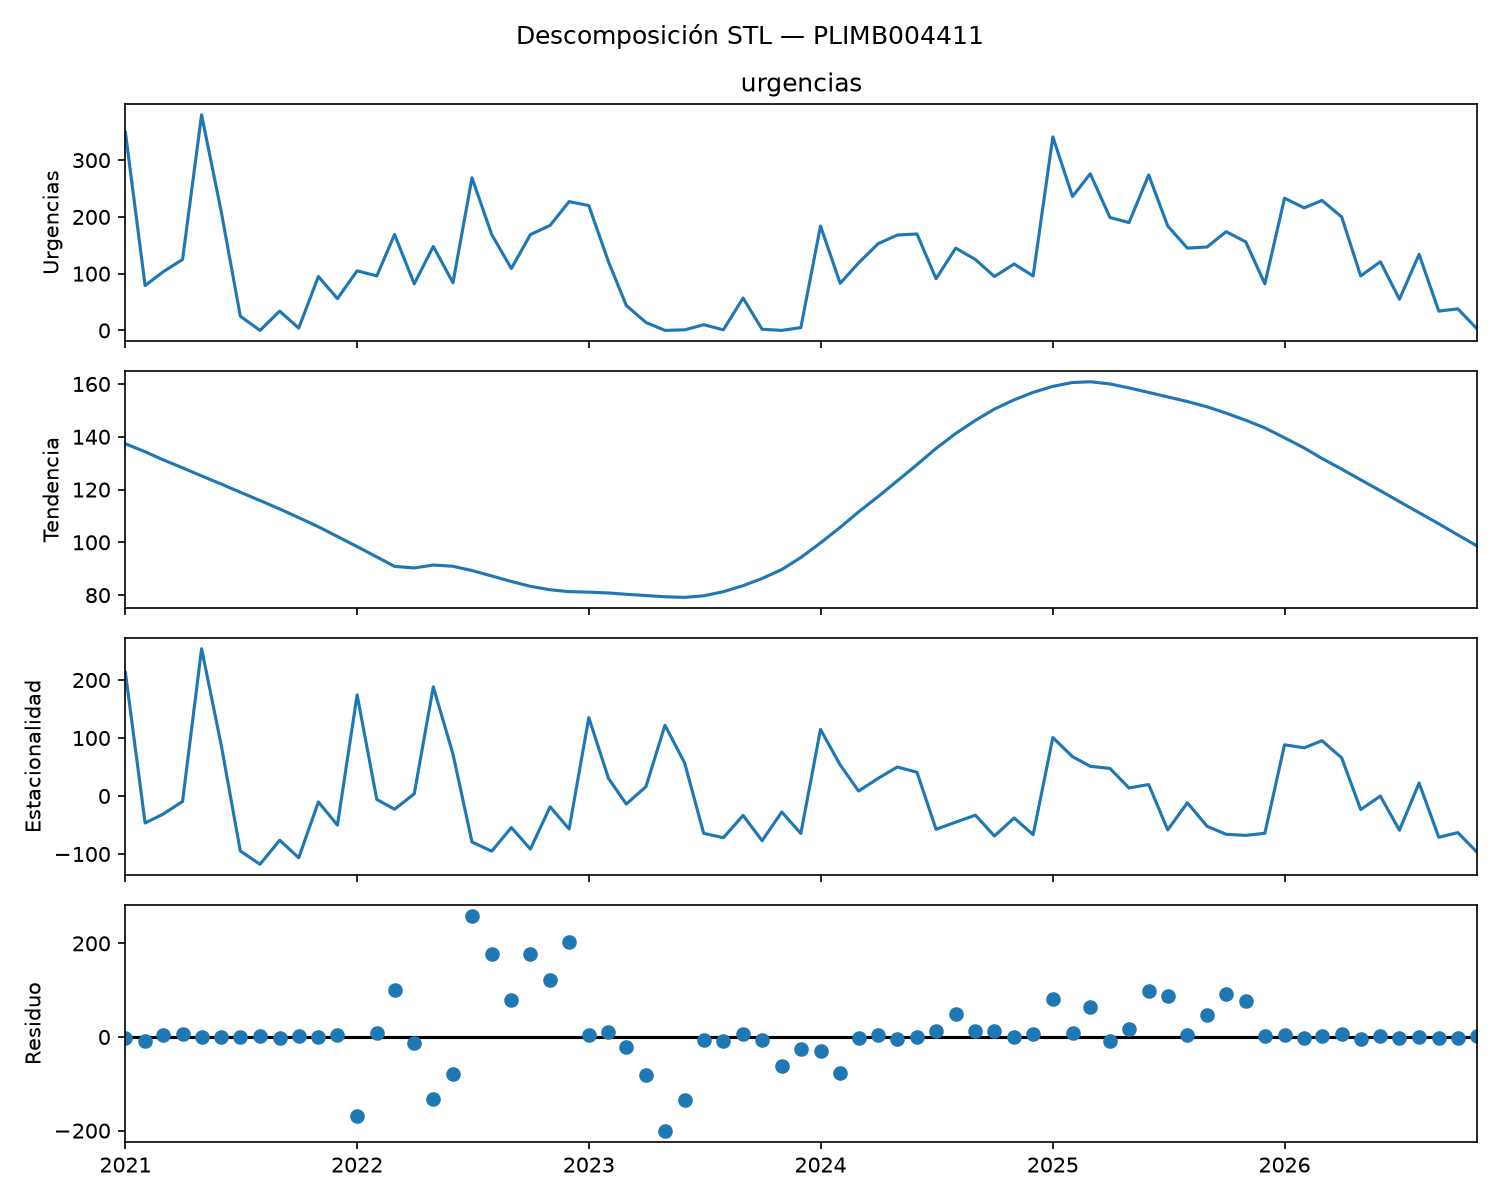 Descomposición STL — PLIMB004411
urgencias
Urgencias
300
200
100
0
Tendencia
160
140
120
100
80
Estacionalidad
200
100
0
−100
Residuo
200
0
−200
2021 2022 2023 2024 2025 2026